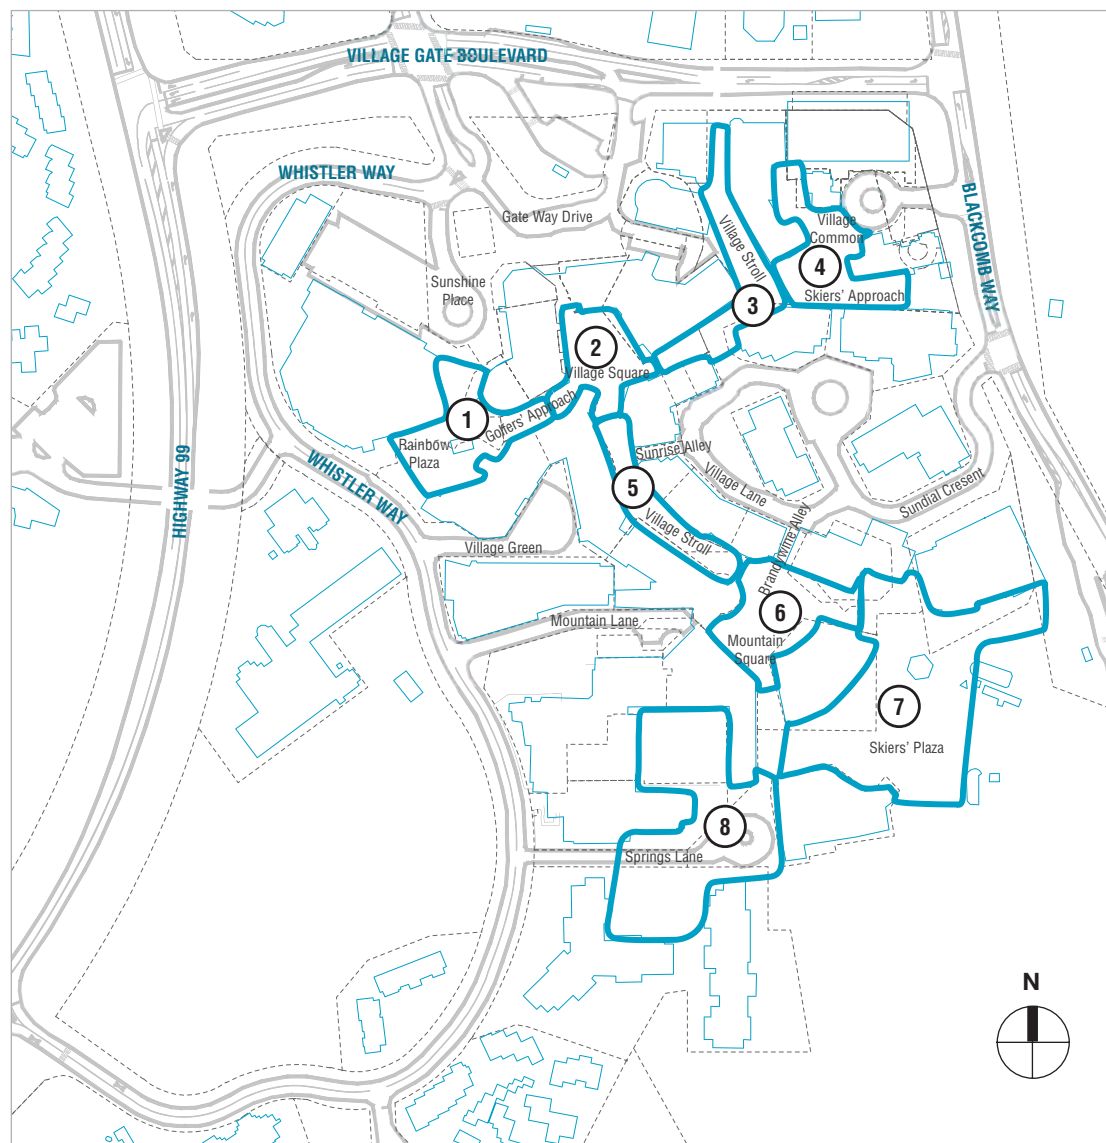 VILLAGE GATE BOULEVARD
WHISTLER WAY
Gate Way Drive
BLACKCOMB WAY
Village
Common
Village Stroll
4
Skiers' Approach
Sunshine
Place
3
2
Village Square
1
Golfers' Approach
Rainbow
Plaza
HIGHWAY 99
WHISTLER WAY
Sunrise Alley
Village Lane
Sundial Cresent
5
Village Stroll
Village Green
Brandywine Alley
6
Mountain Lane
Mountain
Square
7
Skiers' Plaza
8
Springs Lane
N